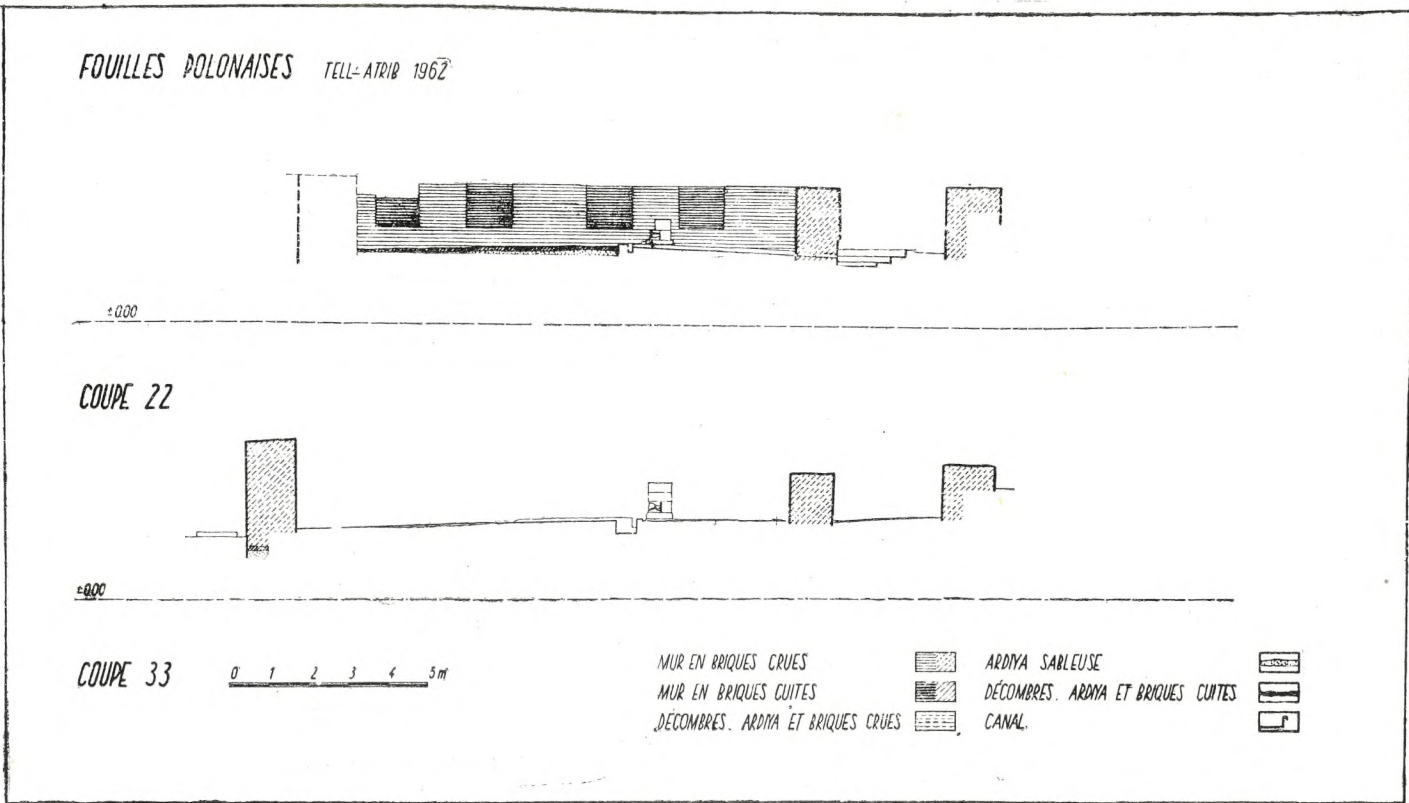 FOUILLES POLONAISES TELL-ATRIB 1962
±0.00
COUPE 22
±0.00
COUPE 33
0 1 2 3 4 5 m
MUR EN BRIQUES CRUES
MUR EN BRIQUES CUITES
DÉCOMBRES. ARDIYA ET BRIQUES CRUES
ARDIYA SABLEUSE
DÉCOMBRES. ARDIYA ET BRIQUES CUITES
CANAL.